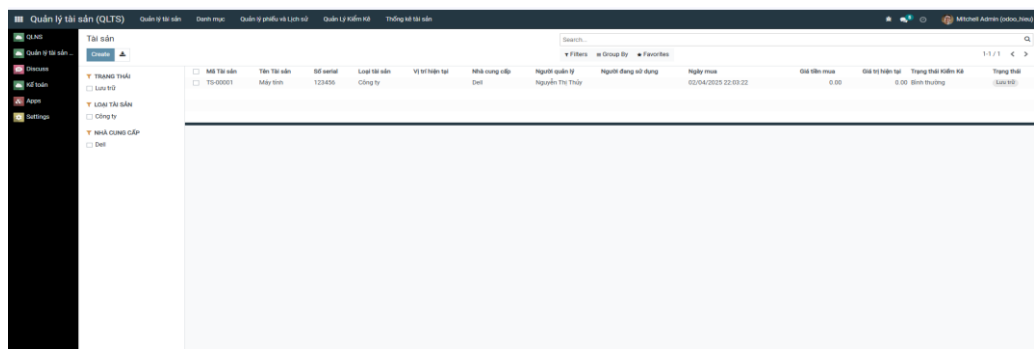 Quản lý tài sản (QLTS) Quản lý tài sản Danh mục Quản lý phiếu và Lịch sử Quản Lý Kiểm Kê Thống kê tài sản Mitchell Admin (odoo_hieu)
QLNS
Quản lý tài sản ...
Discuss
Kế toán
Apps
Settings
Tài sản
Search...
Create
Filters Group By Favorites
1-1 / 1
TRẠNG THÁI
Lưu trữ
LOẠI TÀI SẢN
Công ty
NHÀ CUNG CẤP
Dell
Mã Tài sản Tên Tài sản Số serial Loại tài sản Vị trí hiện tại Nhà cung cấp Người quản lý Người đang sử dụng Ngày mua Giá tiền mua Giá trị hiện tại Trạng thái Kiểm Kê Trạng thái
TS-00001 Máy tính 123456 Công ty Dell Nguyễn Thị Thủy 02/04/2025 22:03:22 0.00 0.00 Bình thường Lưu trữ